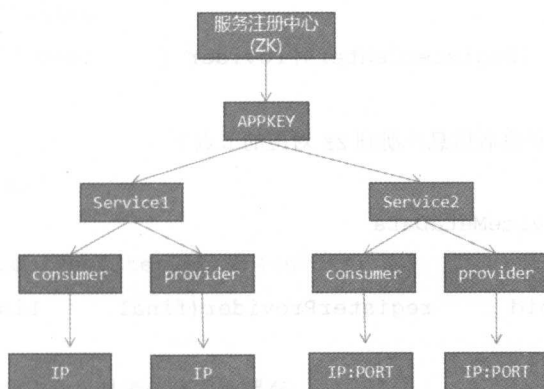 服务注册中心
(ZK)
APPKEY
Service1
Service2
consumer
provider
consumer
provider
IP
IP
IP:PORT
IP:PORT